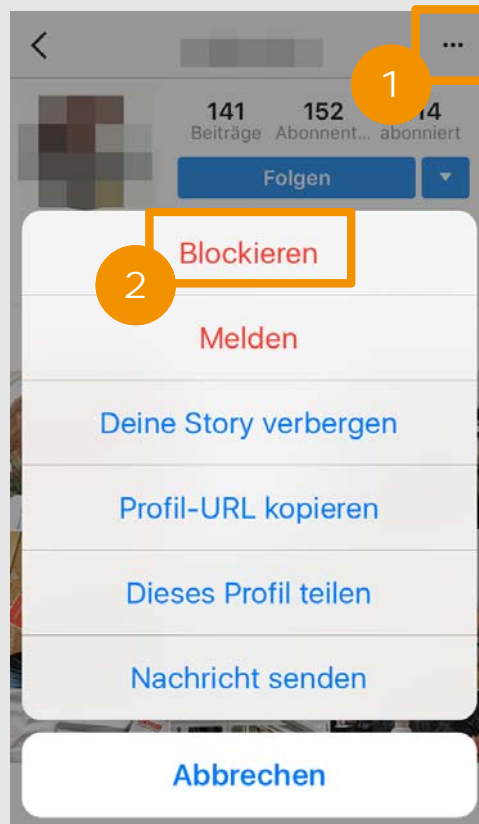 1
141 152 14
Beiträge Abonnent... abonniert
Folgen
Blockieren
2
Melden
Deine Story verbergen
Profil-URL kopieren
Dieses Profil teilen
Nachricht senden
Abbrechen